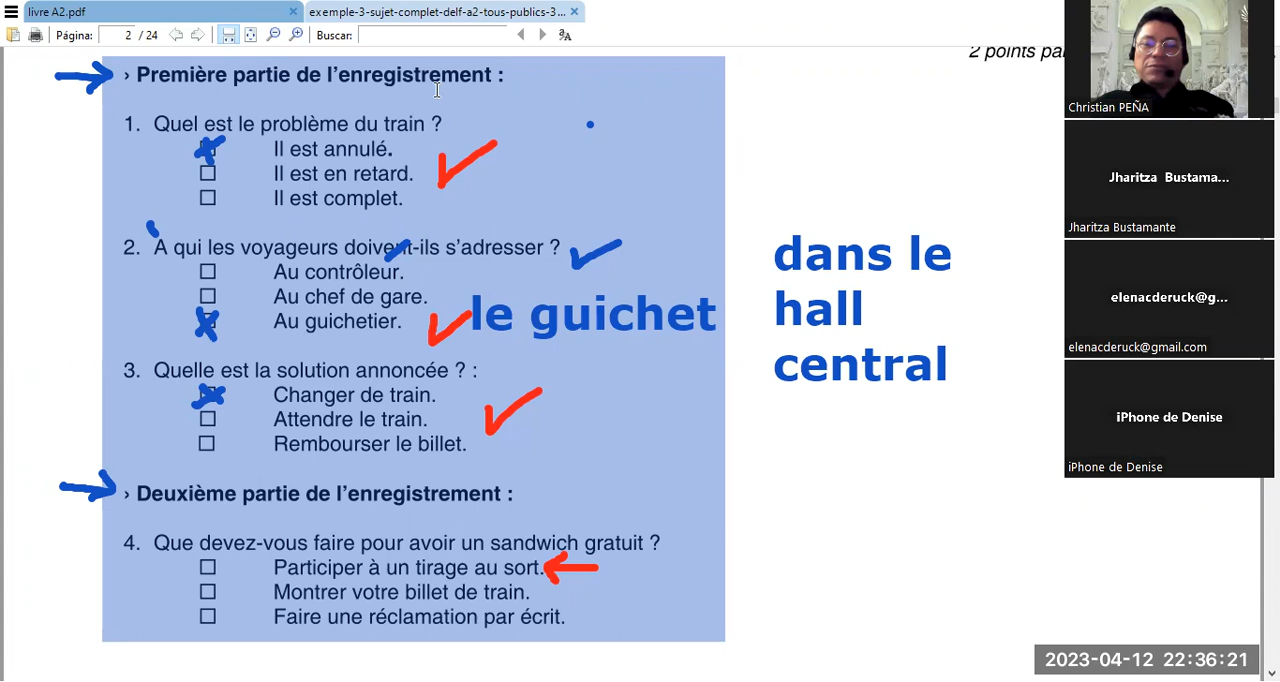 livre A2.pdf
exemple-3-sujet-complet-delf-a2-tous-publics-3...
Página: 2 / 24 Buscar:
2 points pa
› Première partie de l'enregistrement :
1. Quel est le problème du train ?
Il est annulé.
Il est en retard.
Il est complet.
2. A qui les voyageurs doivent-ils s'adresser ?
Au contrôleur.
Au chef de gare.
Au guichetier.
le guichet
dans le
hall
central
3. Quelle est la solution annoncée ? :
Changer de train.
Attendre le train.
Rembourser le billet.
› Deuxième partie de l'enregistrement :
4. Que devez-vous faire pour avoir un sandwich gratuit ?
Participer à un tirage au sort.
Montrer votre billet de train.
Faire une réclamation par écrit.
Christian PEÑA
Jharitza Bustama...
Jharitza Bustamante
elenacderuck@g...
elenacderuck@gmail.com
iPhone de Denise
iPhone de Denise
2023-04-12 22:36:21